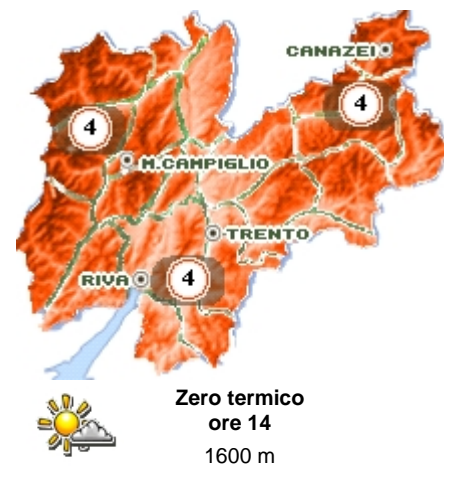 CANAZEI
4
4
M.CAMPIGLIO
TRENTO
RIVA
4
Zero termico
ore 14
1600 m